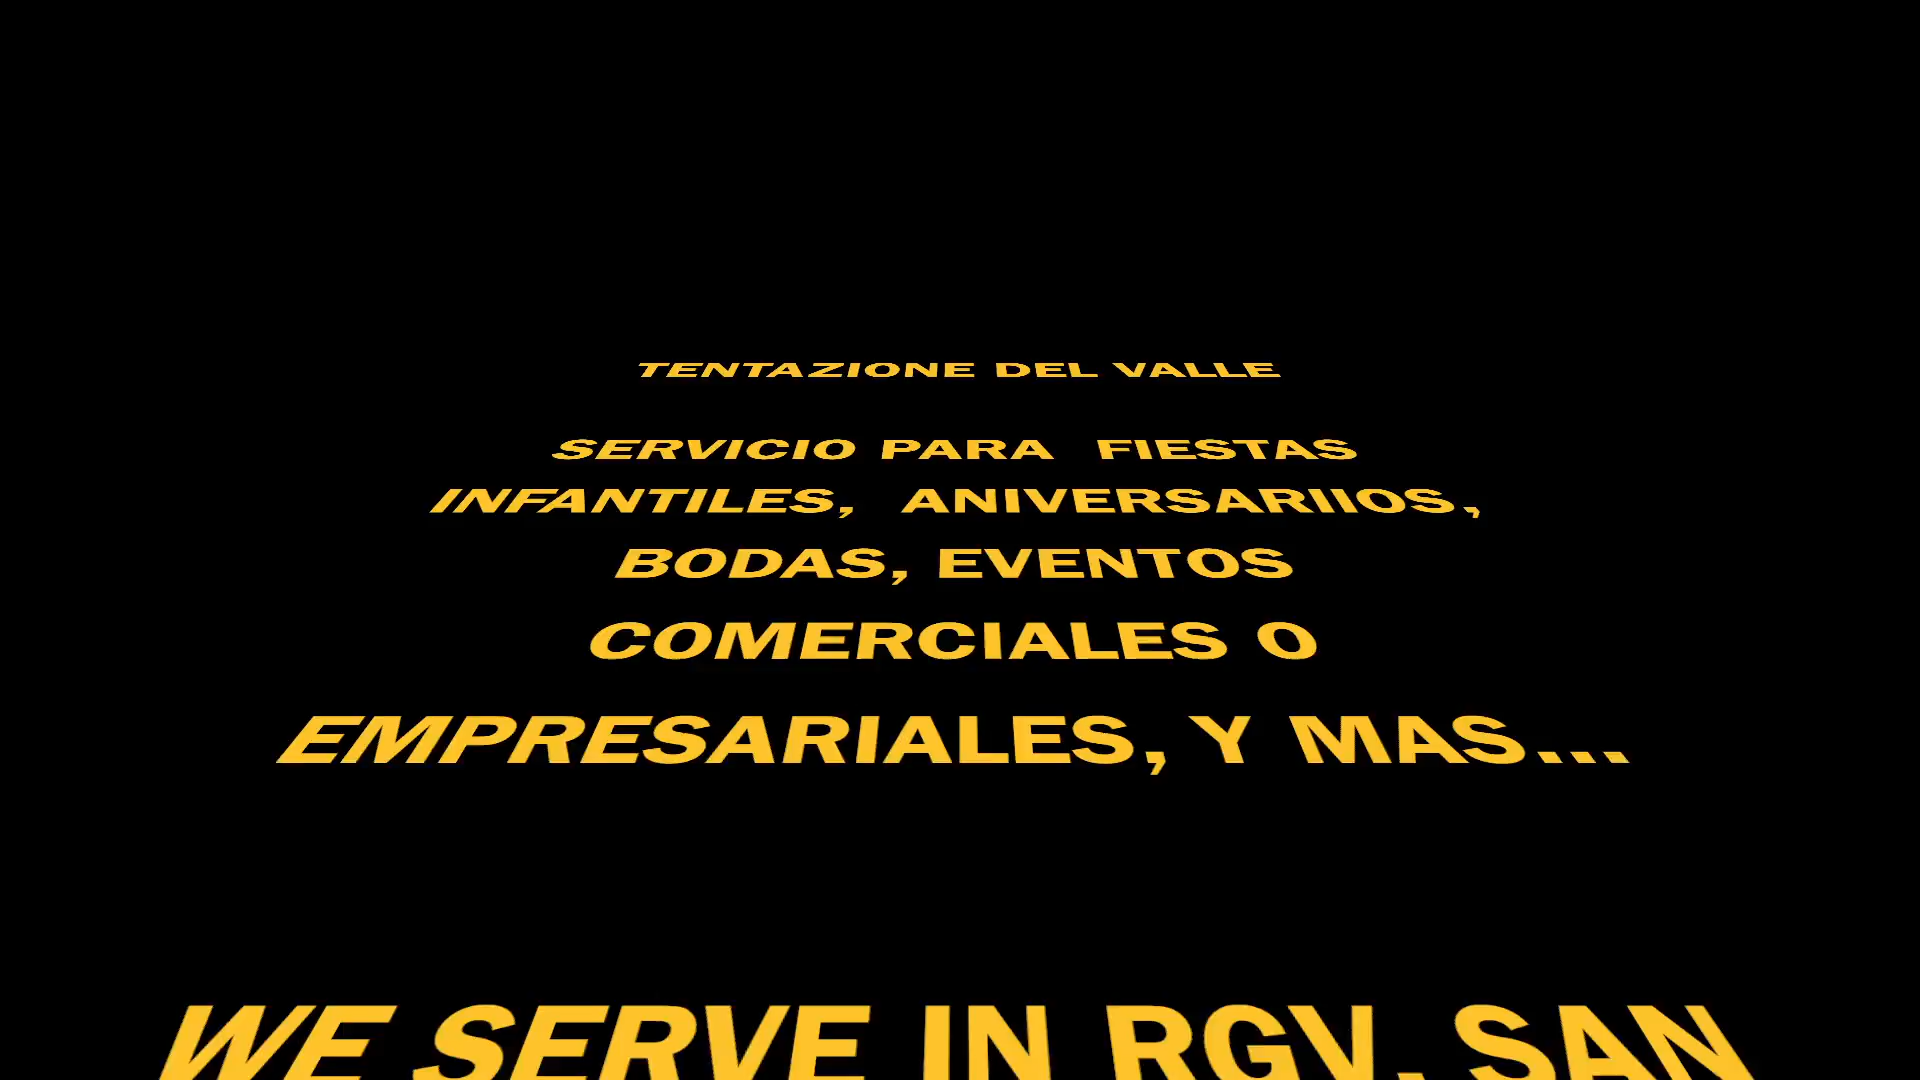 TENTAZIONE DEL VALLE
SERVICIO PARA  FIESTAS
INFANTILES,  ANIVERSARIIOS,
BODAS, EVENTOS
COMERCIALES O
EMPRESARIALES, Y MAS...
WE SERVE IN RGV, SAN